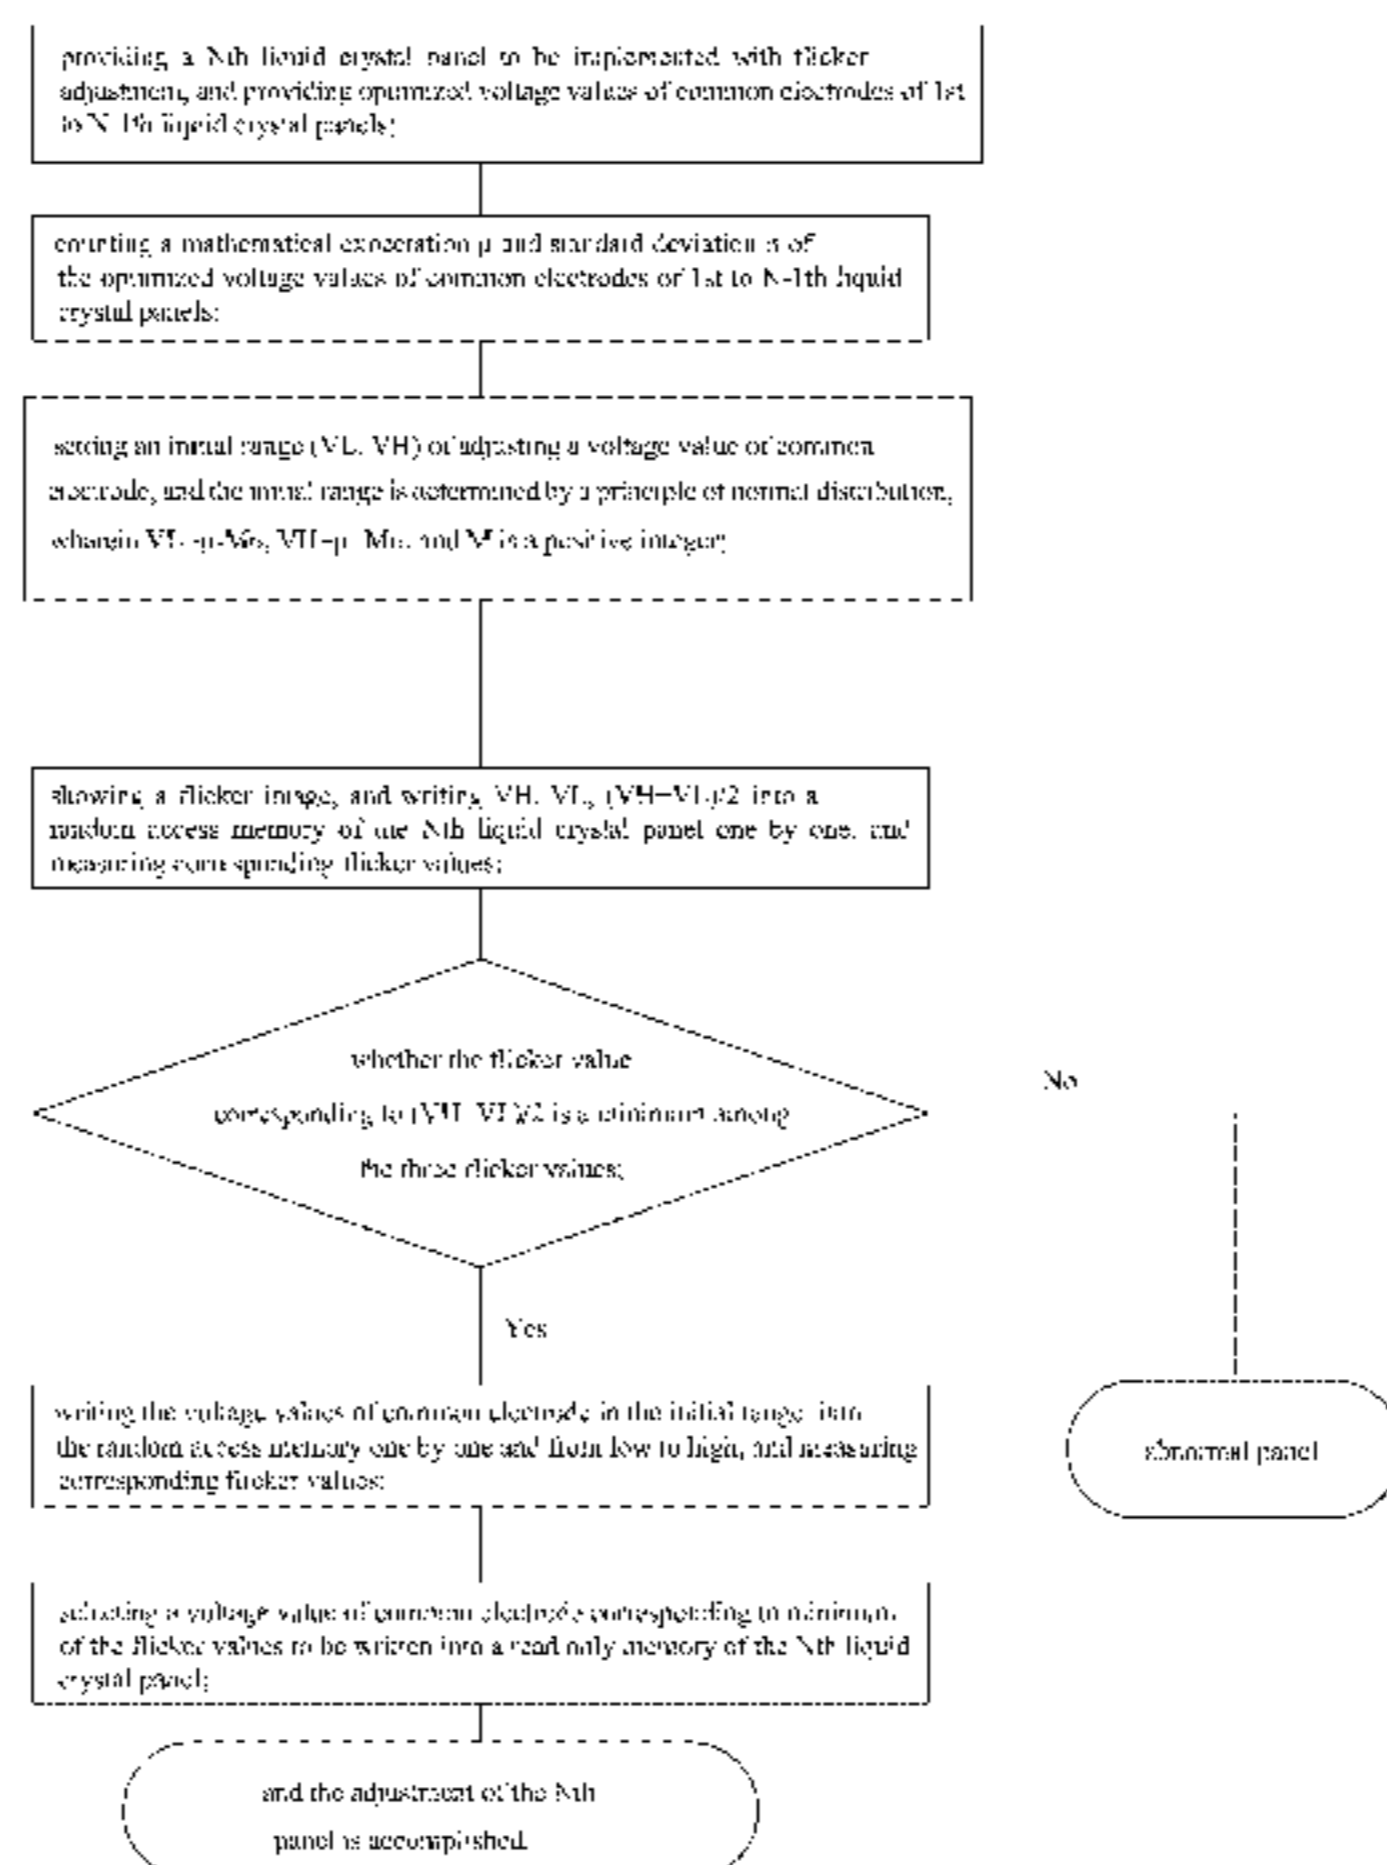 providing a Nth liquid crystal panel to be implemented with flicker
adjustment, and providing optimized voltage values of common electrodes of 1st
to N-1th liquid crystal panels;
counting a mathematical and standard deviation of
the optimized voltage values of common electrodes of 1st to N-1th liquid
crystal panels;
setting an initial range (VL, VH) of adjusting a voltage value of common
electrode, and the initial range is determined by a principle of normal distribution,
wherein and M is a positive integer;
showing a flicker image, and writing VH, VL, (VH+VL)/2 into a
random access memory of the Nth liquid crystal panel one by one, and
measuring corresponding flicker values;
whether the flicker value
corresponding to (VH+VL)/2 is a minimum among
the three flicker values;
No
Yes
writing the voltage values of common electrode in the initial range into
the random access memory one by one and from low to high, and measuring
corresponding flicker values;
abnormal panel
selecting a voltage value of common electrode corresponding to minimum
of the flicker values to be written into a read only memory of the Nth liquid
crystal panel;
and the adjustment of the Nth
panel is accomplished.